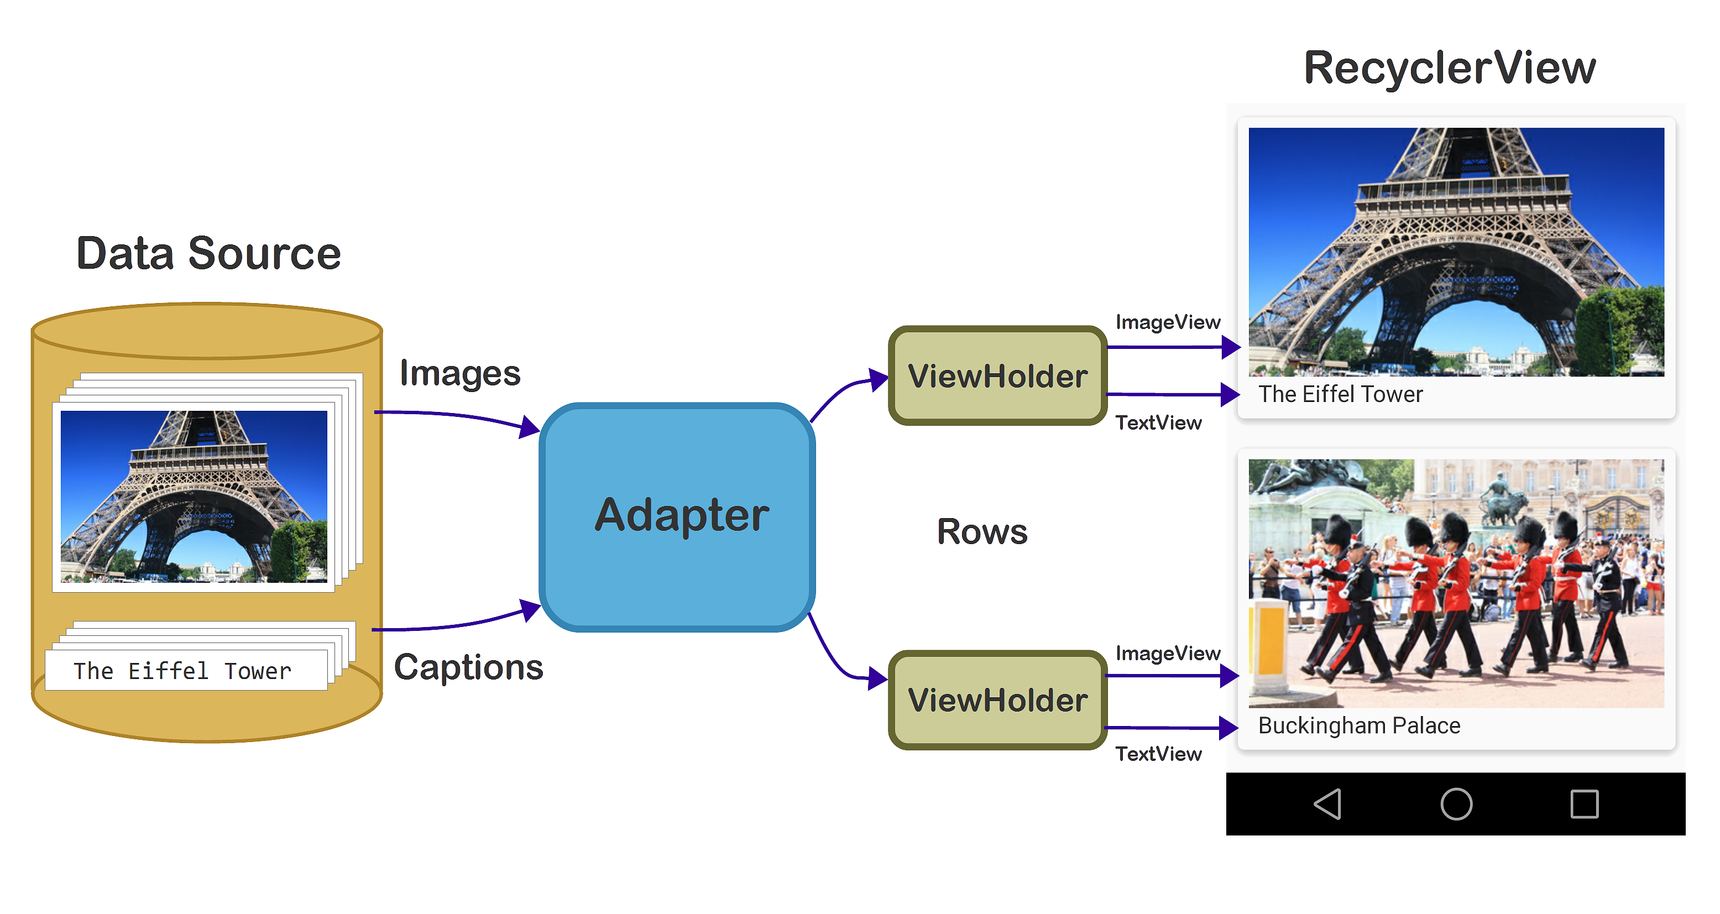 RecyclerView
Data Source
Images
The Eiffel Tower
Captions
Adapter
Rows
ViewHolder
ImageView
TextView
ViewHolder
ImageView
TextView
The Eiffel Tower
Buckingham Palace